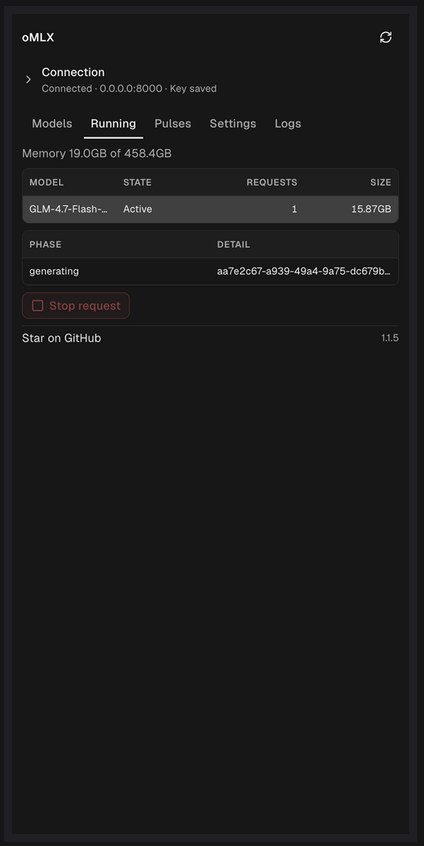 oMLX
Connection
Connected · 0.0.0.0:8000 · Key saved
Models Running Pulses Settings Logs
Memory 19.0GB of 458.4GB
MODEL STATE REQUESTS SIZE
GLM-4.7-Flash-... Active 1 15.87GB
PHASE DETAIL
generating aa7e2c67-a939-49a4-9a75-dc679b...
Stop request
Star on GitHub 1.1.5